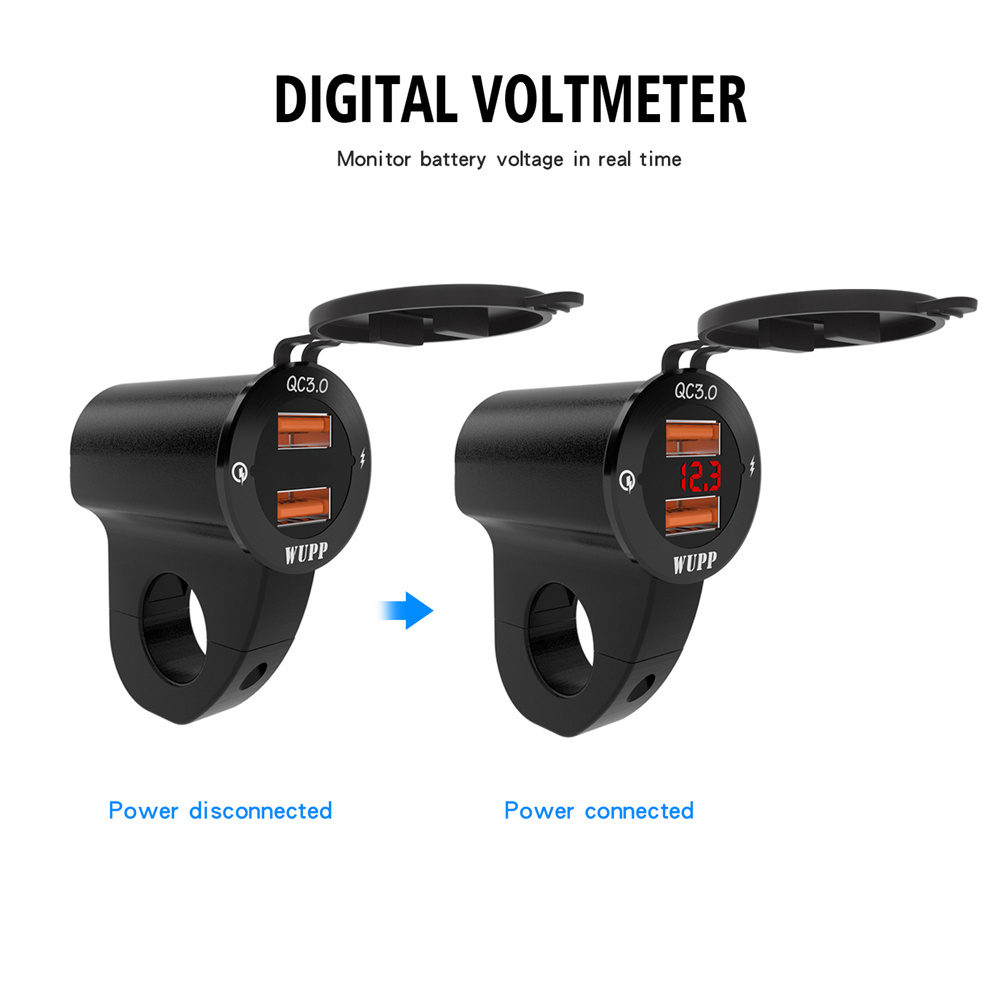 DIGITAL VOLTMETER
Monitor battery voltage in real time
QC3.0
WUPP
QC3.0
12.3
WUPP
Power disconnected
Power connected